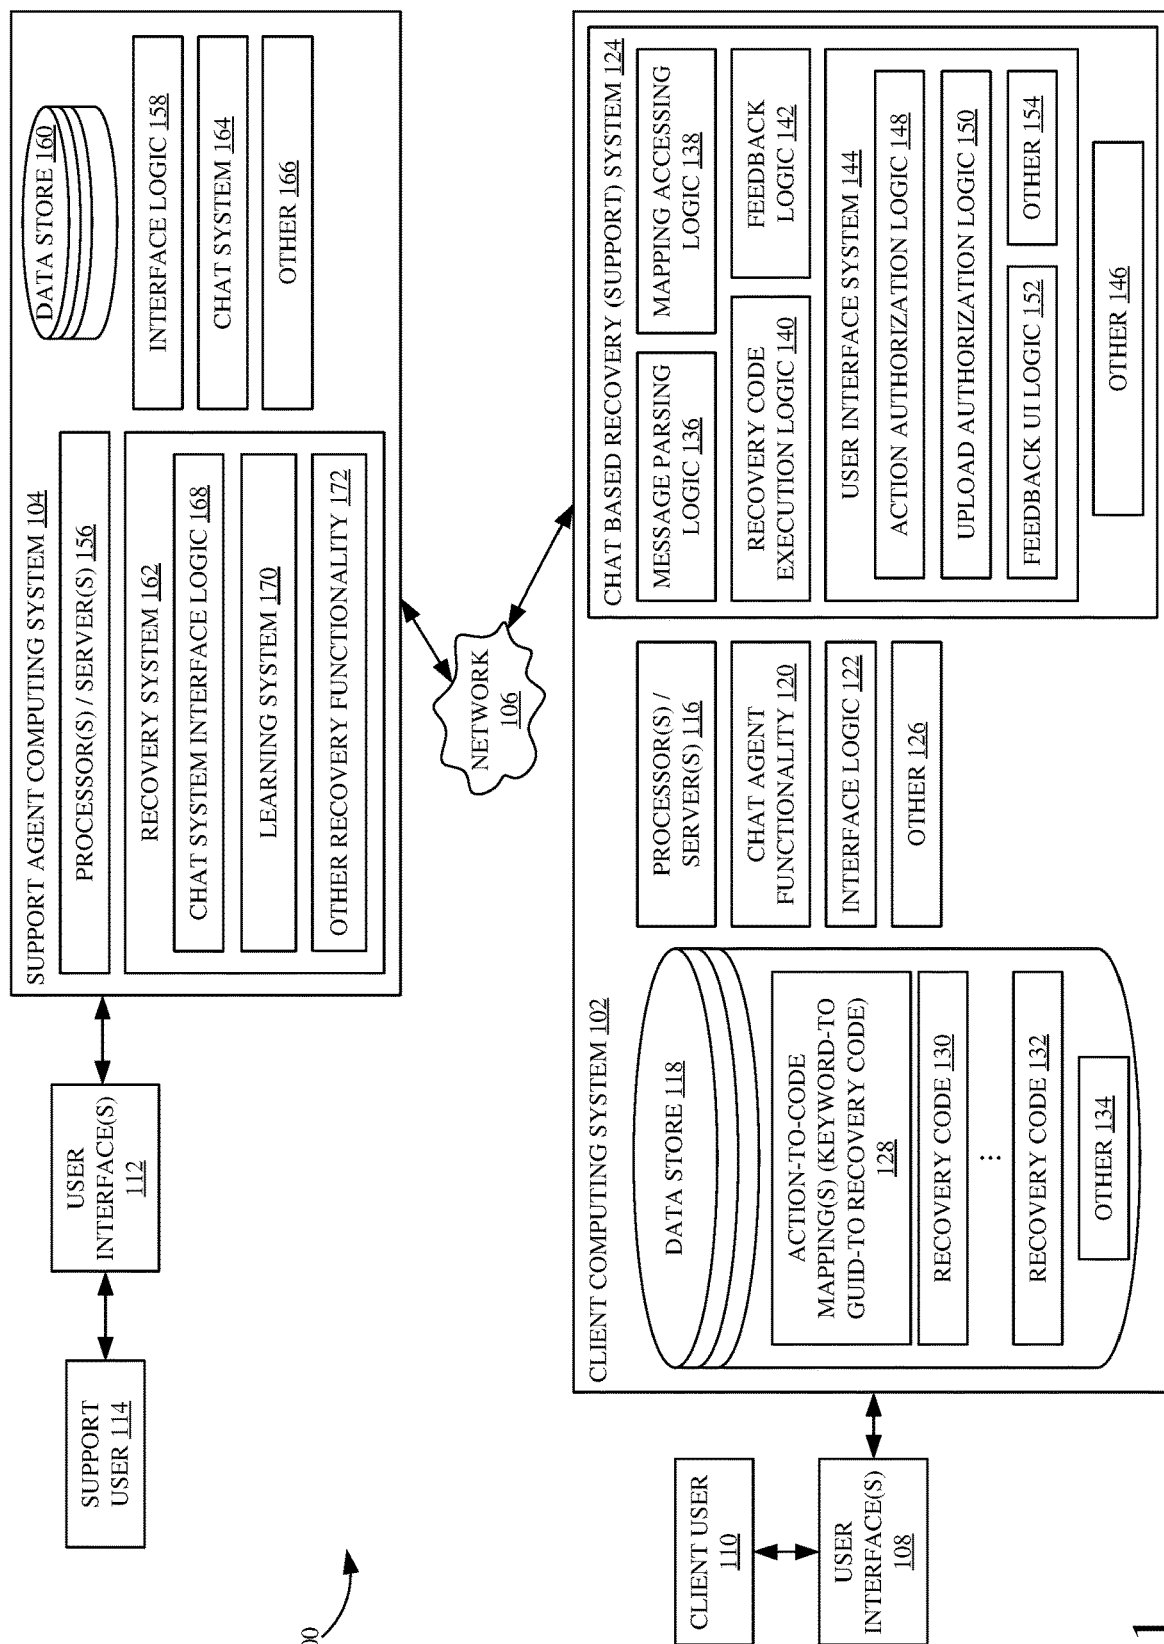 SUPPORT
USER 114
USER
INTERFACE(S)
112
SUPPORT AGENT COMPUTING SYSTEM 104
PROCESSOR(S) / SERVER(S) 156
RECOVERY SYSTEM 162
CHAT SYSTEM INTERFACE LOGIC 168
LEARNING SYSTEM 170
OTHER RECOVERY FUNCTIONALITY 172
DATA STORE 160
INTERFACE LOGIC 158
CHAT SYSTEM 164
OTHER 166
NETWORK
106
00
CLIENT USER
110
USER
INTERFACE(S)
108
CLIENT COMPUTING SYSTEM 102
DATA STORE 118
ACTION-TO-CODE
MAPPING(S) (KEYWORD-TO
GUID-TO RECOVERY CODE)
128
RECOVERY CODE 130
...
RECOVERY CODE 132
OTHER 134
PROCESSOR(S) /
SERVER(S) 116
CHAT AGENT
FUNCTIONALITY 120
INTERFACE LOGIC 122
OTHER 126
CHAT BASED RECOVERY (SUPPORT) SYSTEM 124
MESSAGE PARSING
LOGIC 136
MAPPING ACCESSING
LOGIC 138
RECOVERY CODE
EXECUTION LOGIC 140
FEEDBACK
LOGIC 142
USER INTERFACE SYSTEM 144
ACTION AUTHORIZATION LOGIC 148
UPLOAD AUTHORIZATION LOGIC 150
FEEDBACK UI LOGIC 152
OTHER 154
OTHER 146